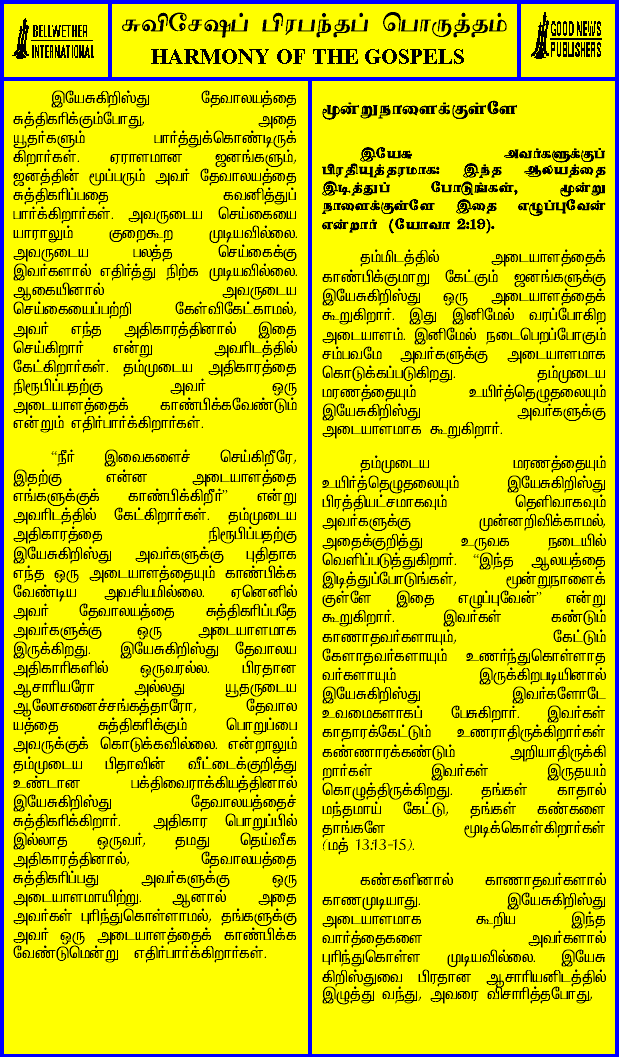 BELLWETHER
INTERNATIONAL
சுவிசேஷப் பிரபந்தப் பொருத்தம்
HARMONY OF THE GOSPELS
GOOD NEWS
PUBLISHERS
இயேசுகிறிஸ்து தேவாலயத்தை
சுத்திகரிக்கும்போது, அதை
யூதர்களும் பார்த்துக்கொண்டிருக்
கிறார்கள். ஏராளமான ஜனங்களும்,
ஜனத்தின் மூப்பரும் அவர் தேவாலயத்தை
சுத்திகரிப்பதை கவனித்துப்
பார்க்கிறார்கள். அவருடைய செய்கையை
யாராலும் குறைகூற முடியவில்லை.
அவருடைய பலத்த செய்கைக்கு
இவர்களால் எதிர்த்து நிற்க முடியவில்லை.
ஆகையினால் அவருடைய
செய்கையைப்பற்றி கேள்விகேட்காமல்,
அவர் எந்த அதிகாரத்தினால் இதை
செய்கிறார் என்று அவரிடத்தில்
கேட்கிறார்கள். தம்முடைய அதிகாரத்தை
நிரூபிப்பதற்கு அவர் ஒரு
அடையாளத்தைக் காண்பிக்கவேண்டும்
என்றும் எதிர்பார்க்கிறார்கள்.
“நீர் இவைகளைச் செய்கிறீரே,
இதற்கு என்ன அடையாளத்தை
எங்களுக்குக் காண்பிக்கிறீர்” என்று
அவரிடத்தில் கேட்கிறார்கள். தம்முடைய
அதிகாரத்தை நிரூபிப்பதற்கு
இயேசுகிறிஸ்து அவர்களுக்கு புதிதாக
எந்த ஒரு அடையாளத்தையும் காண்பிக்க
வேண்டிய அவசியமில்லை. ஏனெனில்
அவர் தேவாலயத்தை சுத்திகரிப்பதே
அவர்களுக்கு ஒரு அடையாளமாக
இருக்கிறது. இயேசுகிறிஸ்து தேவாலய
அதிகாரிகளில் ஒருவரல்ல. பிரதான
ஆசாரியரோ அல்லது யூதருடைய
ஆலோசனைச்சங்கத்தாரோ, தேவால
யத்தை சுத்திகரிக்கும் பொறுப்பை
அவருக்குக் கொடுக்கவில்லை. என்றாலும்
தம்முடைய பிதாவின் வீட்டைக்குறித்து
உண்டான பக்திவைராக்கியத்தினால்
இயேசுகிறிஸ்து தேவாலயத்தைச்
சுத்திகரிக்கிறார். அதிகார பொறுப்பில்
இல்லாத ஒருவர், தமது தெய்வீக
அதிகாரத்தினால், தேவாலயத்தை
சுத்திகரிப்பது அவர்களுக்கு ஒரு
அடையாளமாயிற்று. ஆனால் அதை
அவர்கள் புரிந்துகொள்ளாமல், தங்களுக்கு
அவர் ஒரு அடையாளத்தைக் காண்பிக்க
வேண்டுமென்று எதிர்பார்க்கிறார்கள்.
மூன்றுநாளைக்குள்ளே
இயேசு அவர்களுக்குப்
பிரதியுத்தரமாக: இந்த ஆலயத்தை
இடித்துப் போடுங்கள், மூன்று
நாளைக்குள்ளே இதை எழுப்புவேன்
என்றார் (யோவா 2:19).
தம்மிடத்தில் அடையாளத்தைக்
காண்பிக்குமாறு கேட்கும் ஜனங்களுக்கு
இயேசுகிறிஸ்து ஒரு அடையாளத்தைக்
கூறுகிறார். இது இனிமேல் வரப்போகிற
அடையாளம். இனிமேல் நடைபெறப்போகும்
சம்பவமே அவர்களுக்கு அடையாளமாக
கொடுக்கப்படுகிறது. தம்முடைய
மரணத்தையும் உயிர்த்தெழுதலையும்
இயேசுகிறிஸ்து அவர்களுக்கு
அடையாளமாக கூறுகிறார்.
தம்முடைய மரணத்தையும்
உயிர்த்தெழுதலையும் இயேசுகிறிஸ்து
பிரத்தியட்சமாகவும் தெளிவாகவும்
அவர்களுக்கு முன்னறிவிக்காமல்,
அதைக்குறித்து உருவக நடையில்
வெளிப்படுத்துகிறார். “இந்த ஆலயத்தை
இடித்துப்போடுங்கள், மூன்றுநாளைக்
குள்ளே இதை எழுப்புவேன்” என்று
கூறுகிறார். இவர்கள் கண்டும்
காணாதவர்களாயும், கேட்டும்
கேளாதவர்களாயும் உணர்ந்துகொள்ளாத
வர்களாயும் இருக்கிறபடியினால்
இயேசுகிறிஸ்து இவர்களோடே
உவமைகளாகப் பேசுகிறார். இவர்கள்
காதாரக்கேட்டும் உணராதிருக்கிறார்கள்
கண்ணாரக்கண்டும் அறியாதிருக்கி
றார்கள் இவர்கள் இருதயம்
கொழுத்திருக்கிறது. தங்கள் காதால்
மந்தமாய் கேட்டு, தங்கள் கண்களை
தாங்களே மூடிக்கொள்கிறார்கள்
(மத் 13:13-15).
கண்களினால் காணாதவர்களால்
காணமுடியாது. இயேசுகிறிஸ்து
அடையாளமாக கூறிய இந்த
வார்த்தைகளை அவர்களால்
புரிந்துகொள்ள முடியவில்லை. இயேசு
கிறிஸ்துவை பிரதான ஆசாரியனிடத்தில்
இழுத்து வந்து, அவரை விசாரித்தபோது,